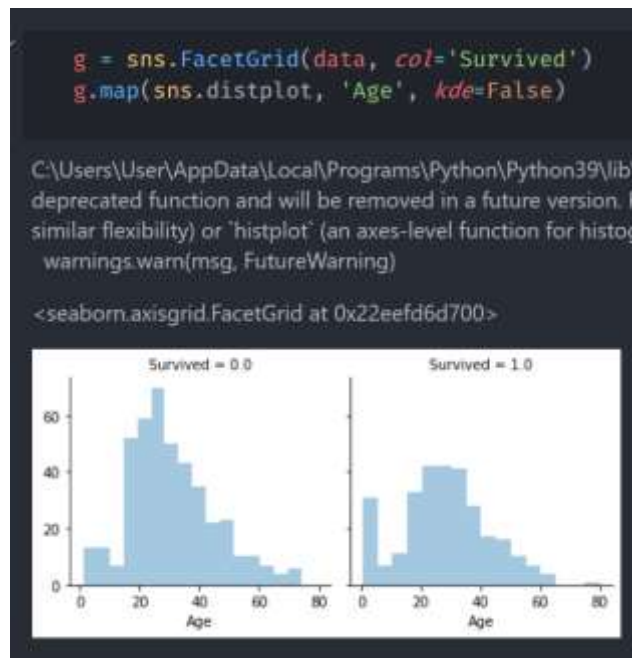 g = sns.FacetGrid(data, col='Survived')
g.map(sns.distplot, 'Age', kde=False)
C:\Users\User\AppData\Local\Programs\Python\Python39\lib\
deprecated function and will be removed in a future version.
similar flexibility) or `histplot` (an axes-level function for histog
warnings.warn(msg, FutureWarning)
<seaborn.axisgrid.FacetGrid at 0x22eefd6d700>
Survived = 0.0 Survived = 1.0
60
40
20
0
0 20 40 60 80 0 20 40 60 80
Age Age